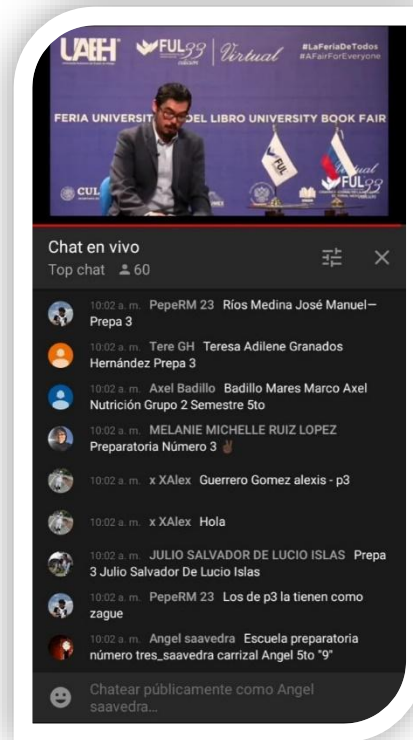 UAEH
FUL33
edición
Virtual
#LaFeriaDeTodos
#AFairForEveryone
FERIA UNIVERSIT DEL LIBRO UNIVERSITY BOOK FAIR
CUL
FUL
Virtual
FUL33
Chat en vivo
Top chat 60
10:02 a. m. PepeRM 23 Ríos Medina José Manuel—
Prepa 3
10:02 a. m. Tere GH Teresa Adilene Granados
Hernández Prepa 3
10:02 a. m. Axel Badillo Badillo Mares Marco Axel
Nutrición Grupo 2 Semestre 5to
10:02 a. m. MELANIE MICHELLE RUIZ LOPEZ
Preparatoria Número 3 ✌🏾
10:02 a. m. x XAlex Guerrero Gomez alexis - p3
10:02 a. m. x XAlex Hola
10:02 a. m. JULIO SALVADOR DE LUCIO ISLAS Prepa
3 Julio Salvador De Lucio Islas
10:02 a. m. PepeRM 23 Los de p3 la tienen como
zague
10:02 a. m. Angel saavedra Escuela preparatoria
número tres_saavedra carrizal Angel 5to "9"
Chatear públicamente como Angel
saavedra...